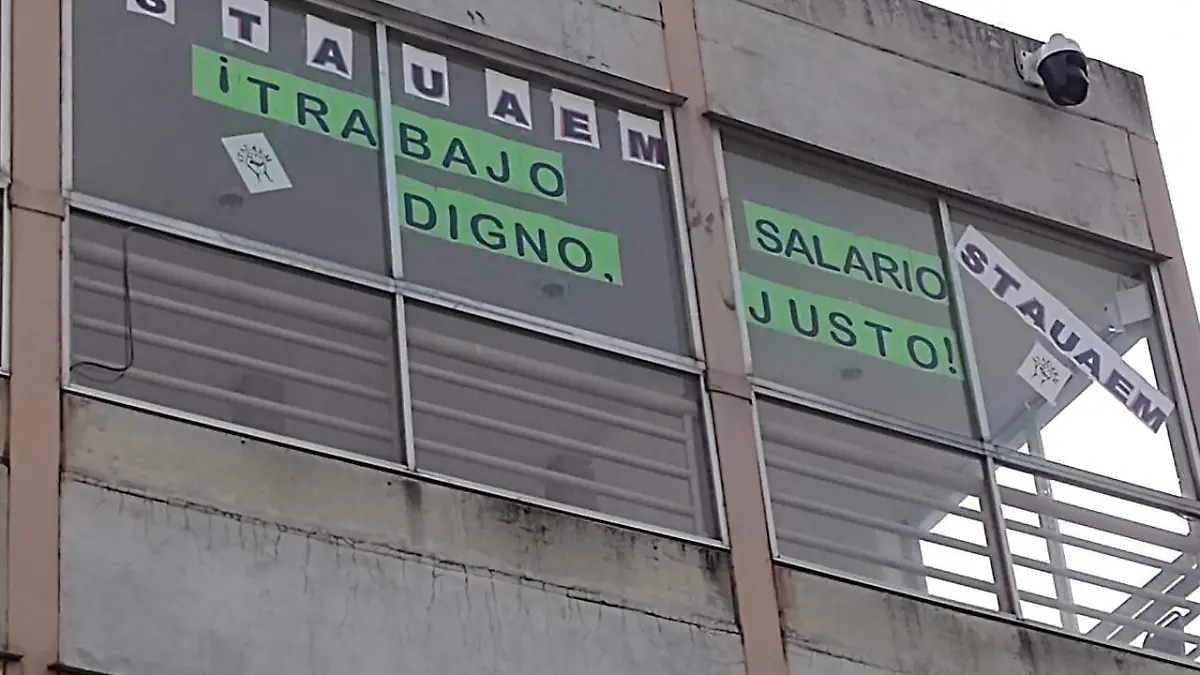 STAUAEM
¡TRABAJO
DIGNO.
SALARIO
JUSTO!
STAUAEM